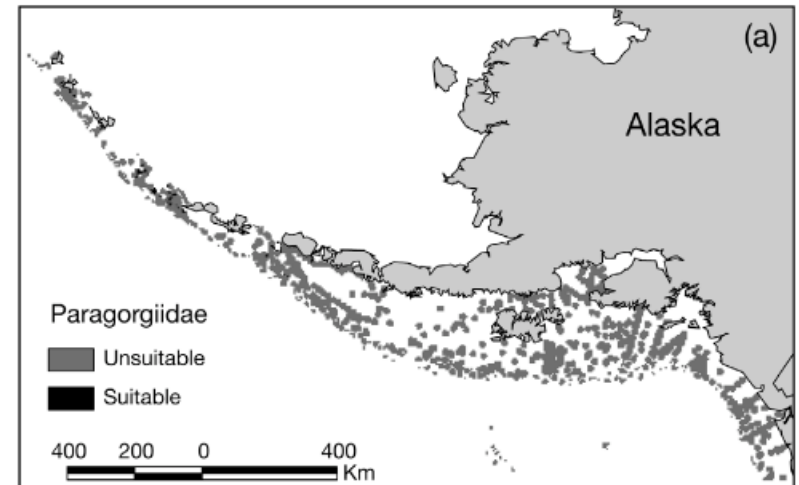 (a)
Alaska
Paragorgiidae
Unsuitable
Suitable
400 200 0 400
Km